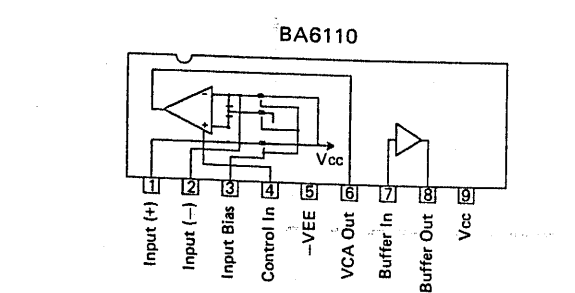 BA6110
−
+
Vcc
1 2 3 4 5 6 7 8 9
Input (+)
Input (−)
Input Bias
Control In
−VEE
VCA Out
Buffer In
Buffer Out
Vcc